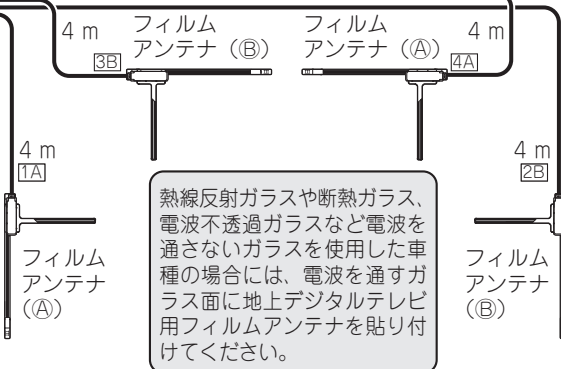 4 m
3B
フィルム
アンテナ（Ⓑ）
フィルム
アンテナ（Ⓐ）
4 m
4A
4 m
1A
フィルム
アンテナ
（Ⓐ）
熱線反射ガラスや断熱ガラス、
電波不透過ガラスなど電波を
通さないガラスを使用した車
種の場合には、電波を通すガ
ラス面に地上デジタルテレビ
用フィルムアンテナを貼り付
けてください。
4 m
2B
フィルム
アンテナ
（Ⓑ）